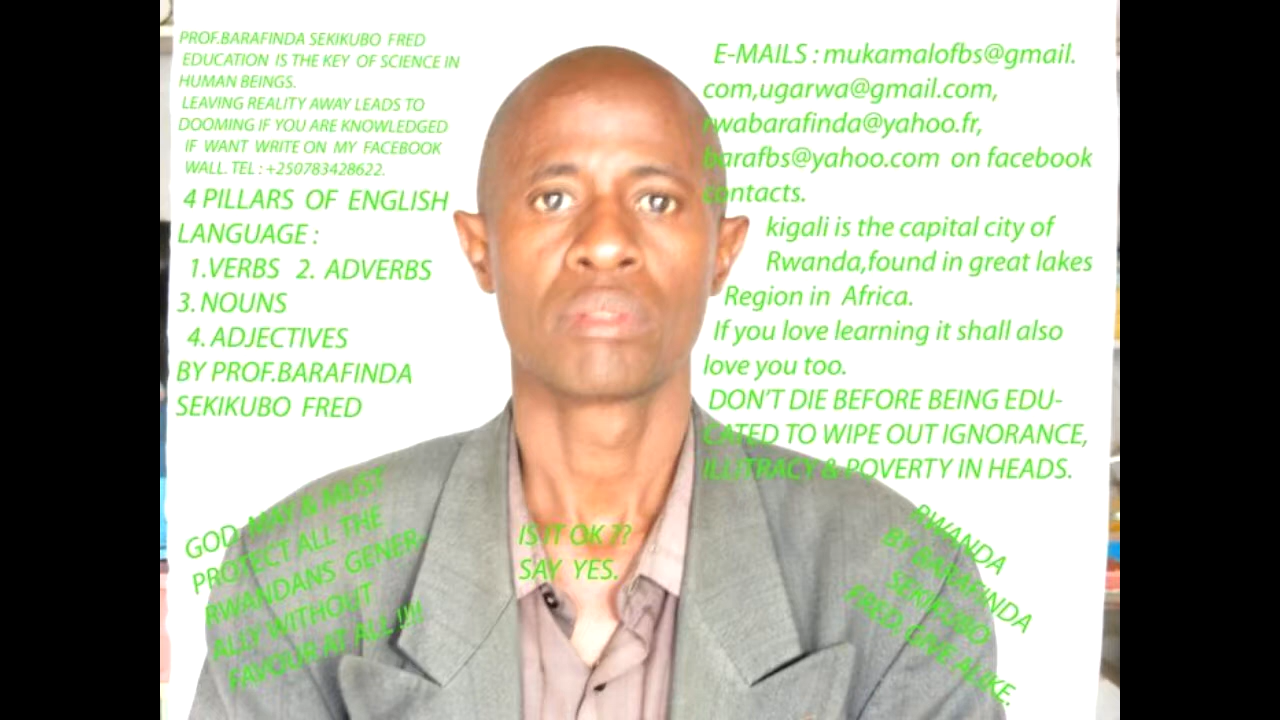 PROF.BARAFINDA SEKIKUBO FRED
EDUCATION IS THE KEY OF SCIENCE IN
HUMAN BEINGS.
LEAVING REALITY AWAY LEADS TO
DOOMING IF YOU ARE KNOWLEDGED
IF WANT WRITE ON MY FACEBOOK
WALL. TEL : +250783428622.
4 PILLARS OF ENGLISH
LANGUAGE :
1.VERBS 2. ADVERBS
3. NOUNS
4. ADJECTIVES
BY PROF.BARAFINDA
SEKIKUBO FRED
GOD MAY & MUST
PROTECT ALL THE
RWANDANS GENER-
ALLY WITHOUT
FAVOUR AT ALL !!!!
IS IT OK ??
SAY YES.
E-MAILS : mukamalofbs@gmail.
com,ugarwa@gmail.com,
rwabarafinda@yahoo.fr,
barafbs@yahoo.com on facebook
contacts.
kigali is the capital city of
Rwanda,found in great lakes
Region in Africa.
If you love learning it shall also
love you too.
DON'T DIE BEFORE BEING EDU-
CATED TO WIPE OUT IGNORANCE,
ILLITRACY & POVERTY IN HEADS.
RWANDA
BY BARAFINDA
SEKIKUBO
FRED, GIVE ALIKE.